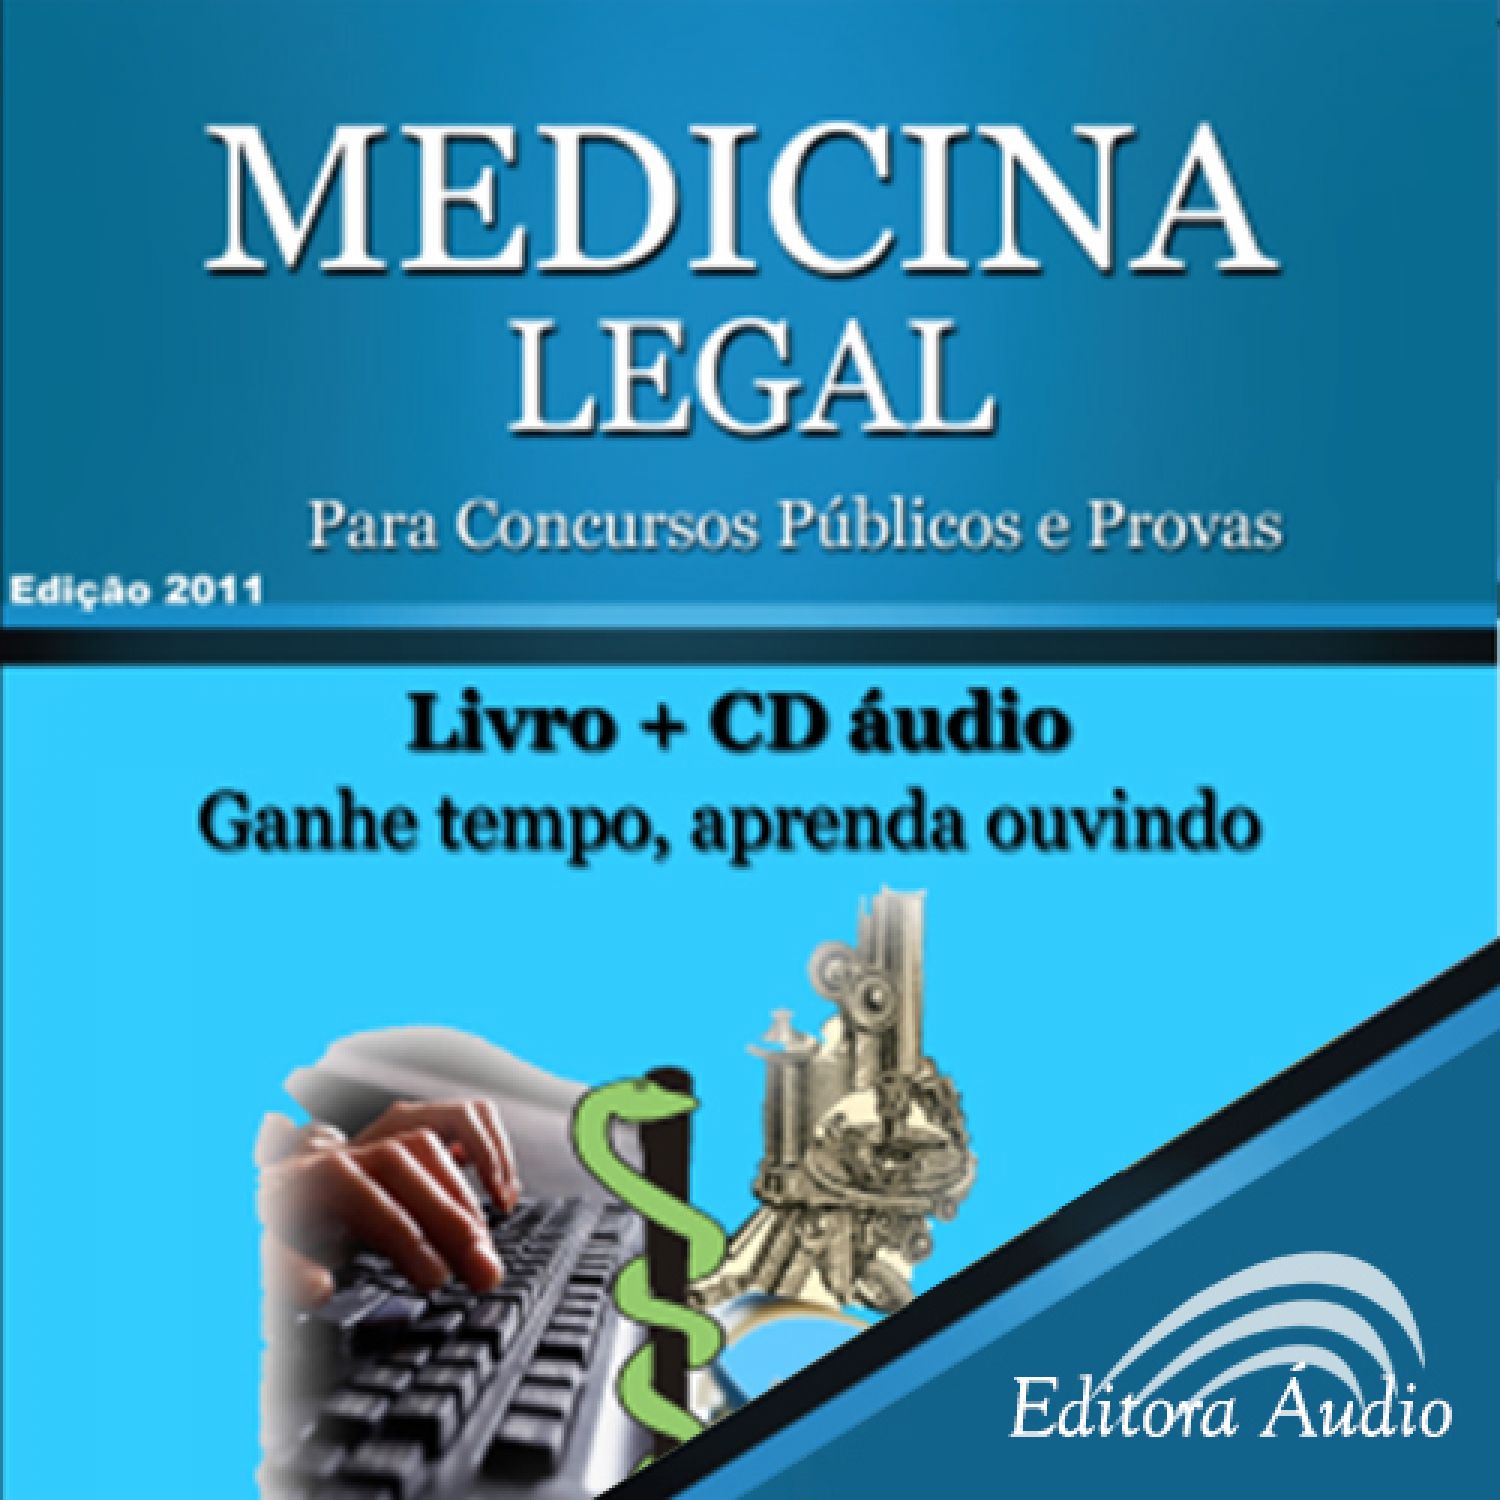 MEDICINA
LEGAL
Para Concursos Públicos e Provas
Edição 2011
Livro + CD áudio
Ganhe tempo, aprenda ouvindo
Editora Áudio